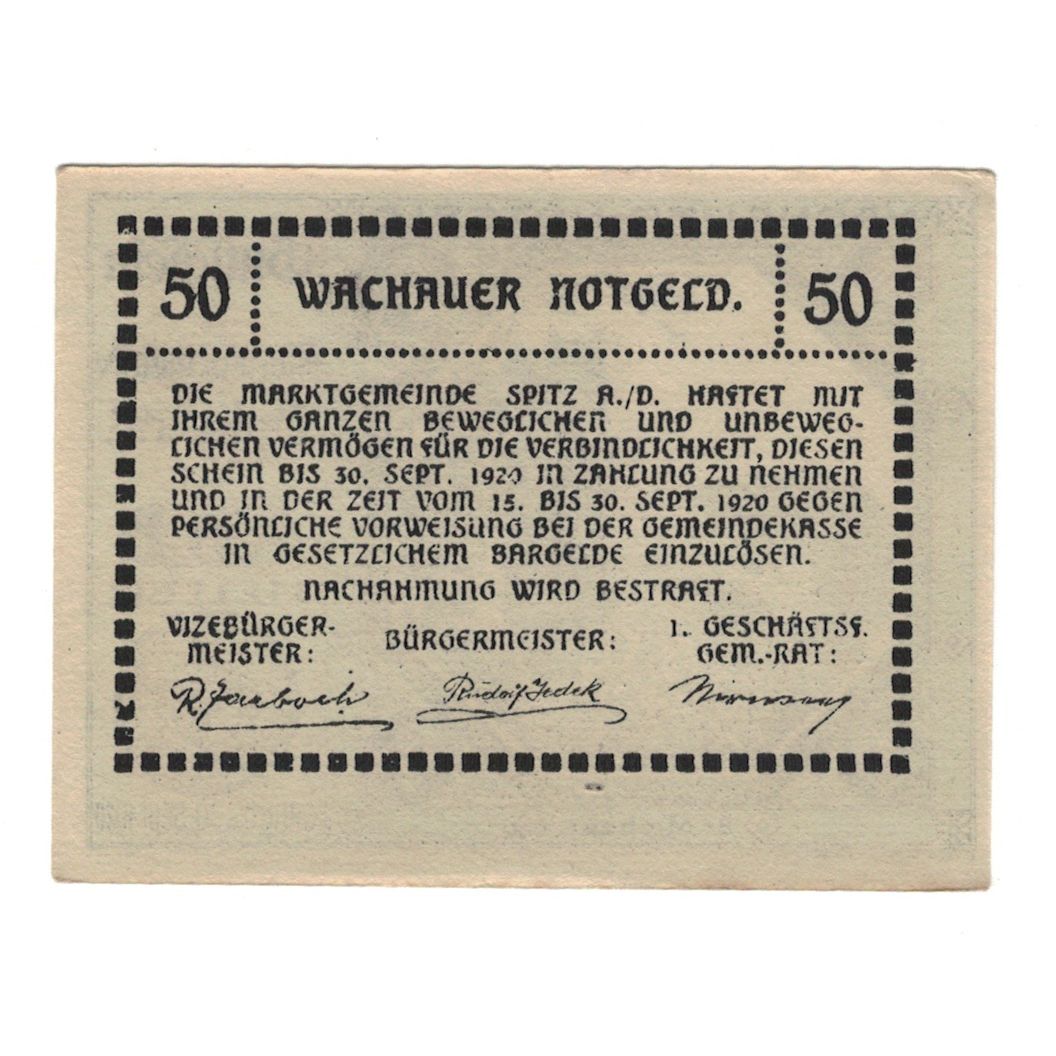 50 WACHAUER NOTGELD. 50
DIE MARKTGEMEINDE SPITZ A./D. HAFTET MIT
IHREM GANZEN BEWEGLICHEN UND UNBEWEG-
LICHEN VERMÖGEN FÜR DIE VERBINDLICHKEIT, DIESEN
SCHEIN BIS 30. SEPT. 1920 IN ZAHLUNG ZU NEHMEN
UND IN DER ZEIT VOM 15. BIS 30. SEPT. 1920 GEGEN
PERSÖNLICHE VORWEISUNG BEI DER GEMEINDEKASSE
IN GESETZLICHEM BARGELDE EINZULÖSEN.
NACHAHMUNG WIRD BESTRAFT.
VIZEBÜRGER-
MEISTER:
BÜRGERMEISTER:
1. GESCHÄFTSF.
GEM.-RAT:
R.
Rudolf Jedek